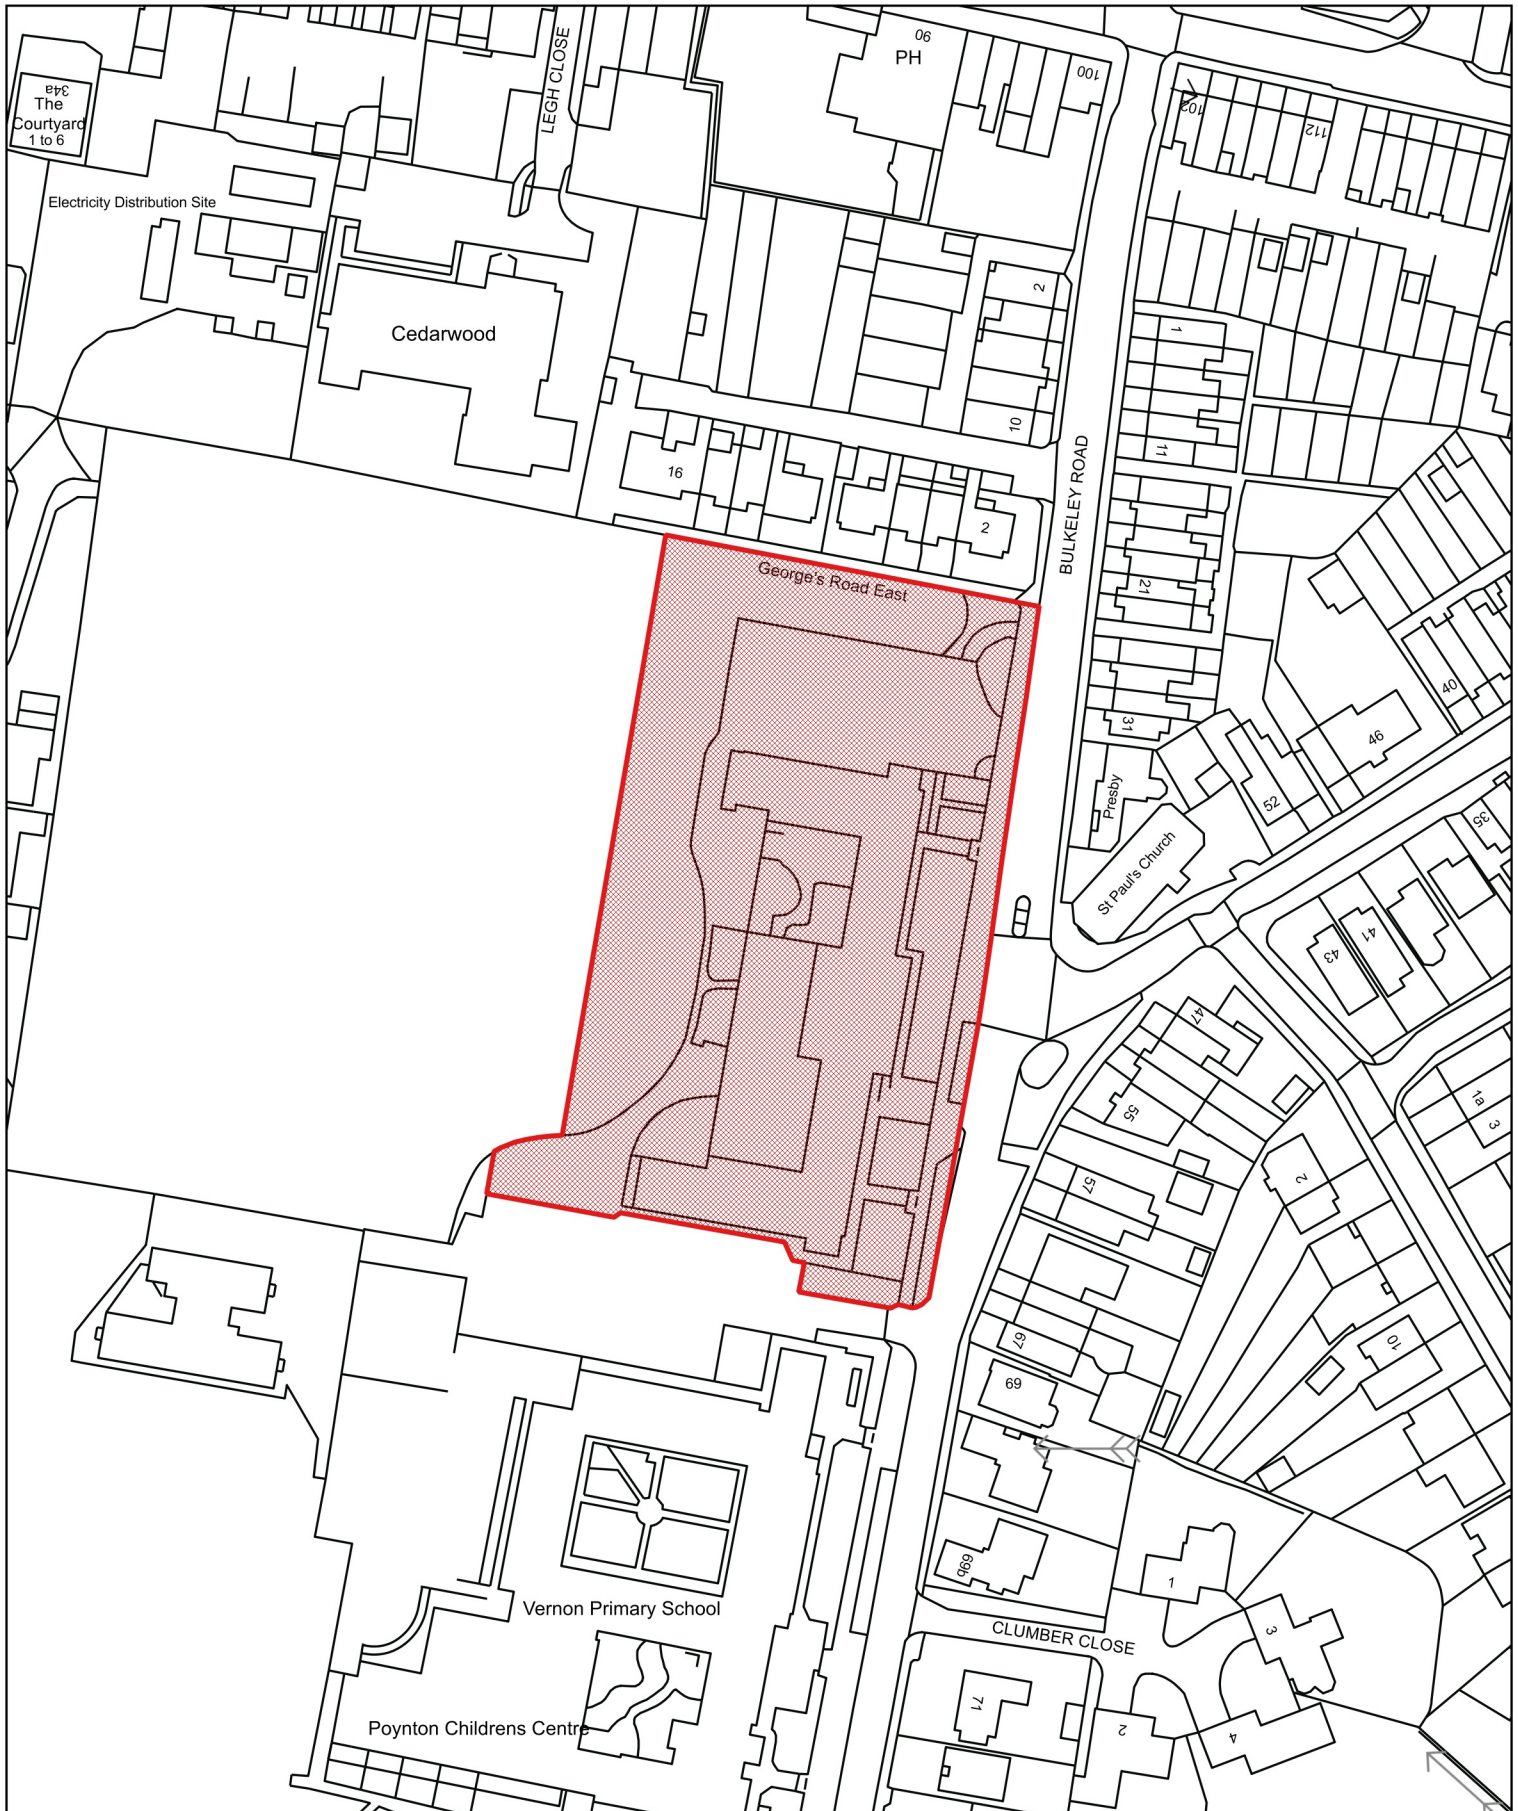 LEGH CLOSE
90
PH
100
34a
The
Courtyard
1 to 6
102
112
Electricity Distribution Site
2
1
Cedarwood
10
11
16
BULKELEY ROAD
2
George's Road East
21
40
31
46
Presby
52
35
St Paul's Church
41
43
47
1a
3
55
57
2
67
10
69
69b
1
Vernon Primary School
CLUMBER CLOSE
3
71
Poynton Childrens Centre
2
4